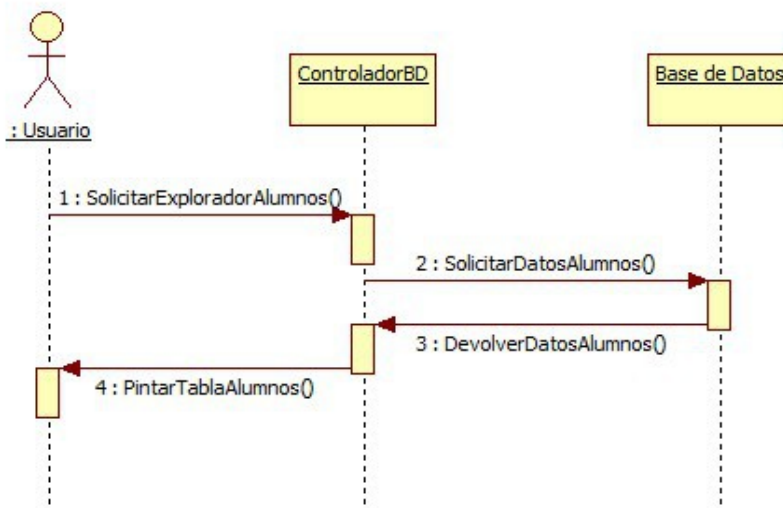 ControladorBD
Base de Datos
: Usuario
1 : SolicitarExploradorAlumnos()
2 : SolicitarDatosAlumnos()
3 : DevolverDatosAlumnos()
4 : PintarTablaAlumnos()